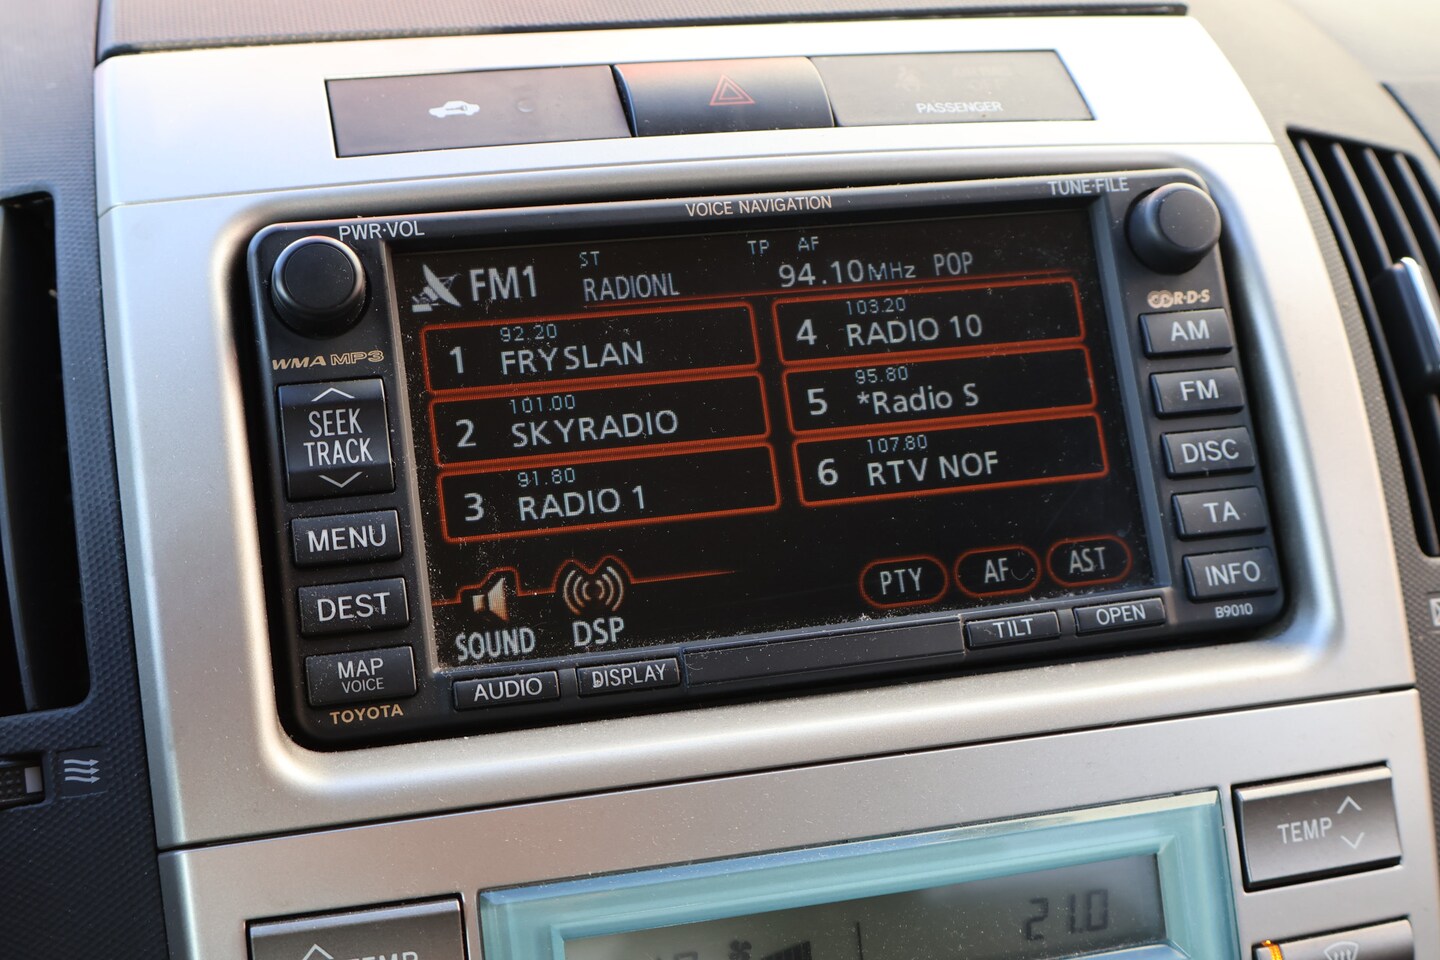 PASSENGER
PWR·VOL
VOICE NAVIGATION
TUNE·FILE
FM1
ST
RADIONL
TP AF
94.10MHz POP
WMA MP3
SEEK
TRACK
MENU
DEST
MAP
VOICE
TOYOTA
1 92.20
FRYSLAN
2 101.00
SKYRADIO
3 91.80
RADIO 1
4 103.20
RADIO 10
5 95.80
*Radio S
6 107.80
RTV NOF
SOUND
DSP
PTY
AF
AST
R·D·S
AM
FM
DISC
TA
INFO
B9010
AUDIO
DISPLAY
TILT
OPEN
TEMP
21.0
TEMP